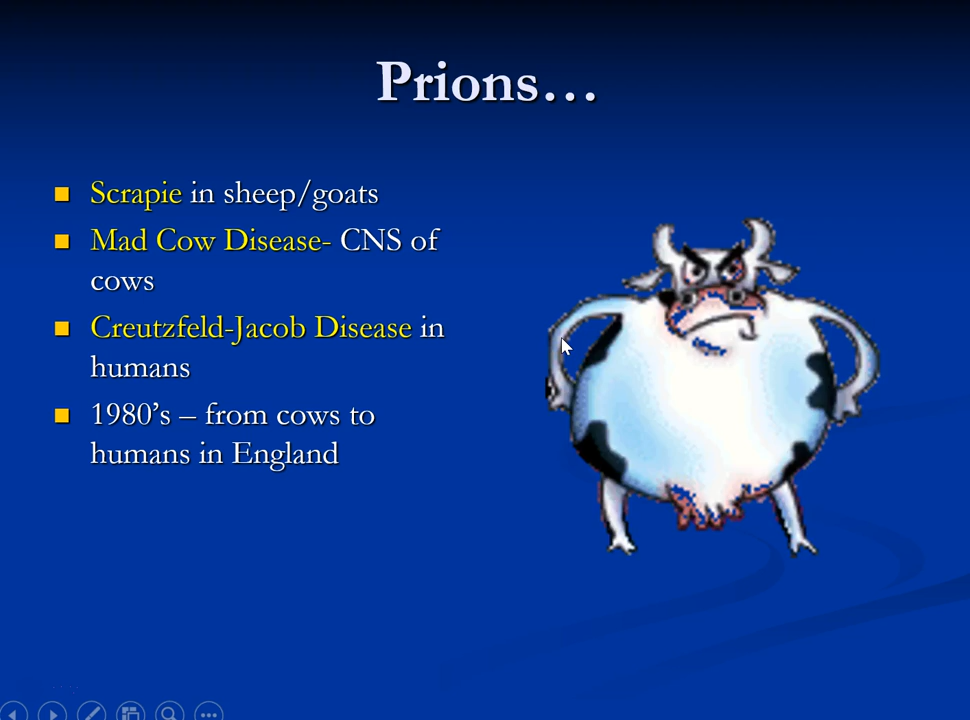 Prions…
Scrapie in sheep/goats
Mad Cow Disease- CNS of
cows
Creutzfeld-Jacob Disease in
humans
1980’s – from cows to
humans in England